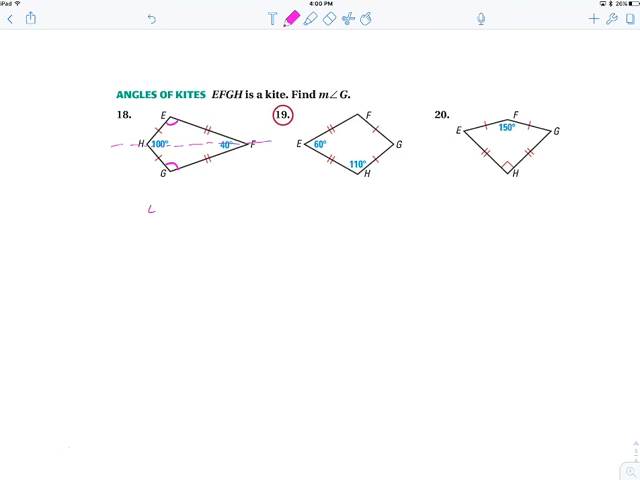 iPad 4:00 PM 26%
T
ANGLES OF KITES EFGH is a kite. Find m∠G.
18. E H 100° 40° F G
19. F E 60° G 110° H
20. F E 150° G H